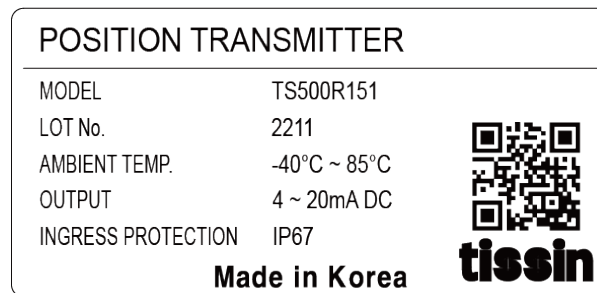 POSITION TRANSMITTER
MODEL TS500R151
LOT No. 2211
AMBIENT TEMP. -40°C ~ 85°C
OUTPUT 4 ~ 20mA DC
INGRESS PROTECTION IP67
tissin
Made in Korea